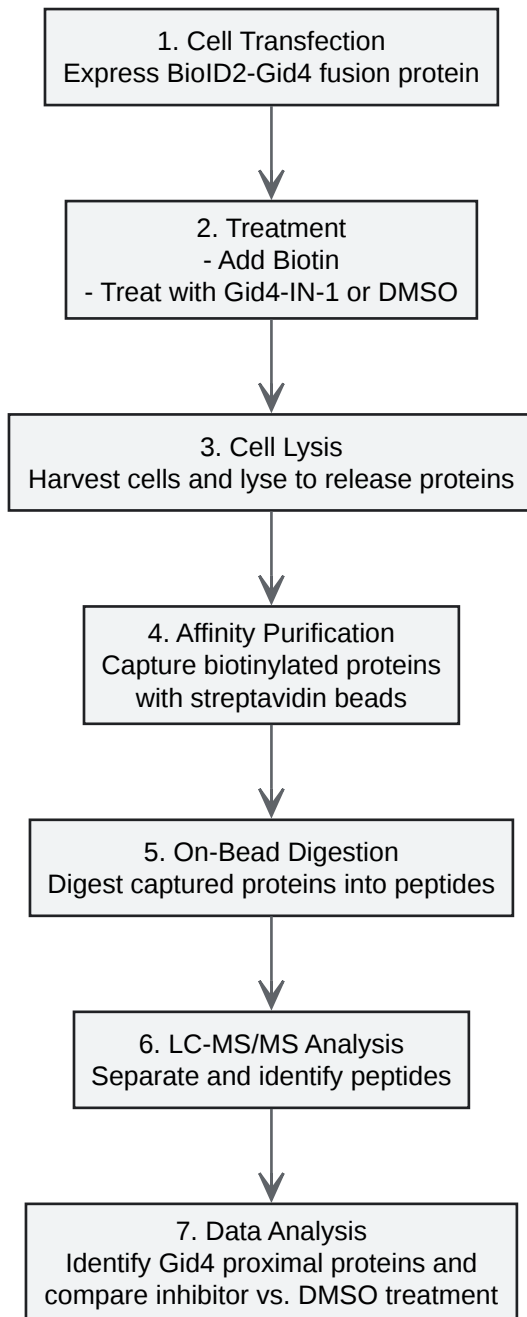 1. Cell Transfection
Express BioID2-Gid4 fusion protein
2. Treatment
- Add Biotin
- Treat with Gid4-IN-1 or DMSO
3. Cell Lysis
Harvest cells and lyse to release proteins
4. Affinity Purification
Capture biotinylated proteins
with streptavidin beads
5. On-Bead Digestion
Digest captured proteins into peptides
6. LC-MS/MS Analysis
Separate and identify peptides
7. Data Analysis
Identify Gid4 proximal proteins and
compare inhibitor vs. DMSO treatment